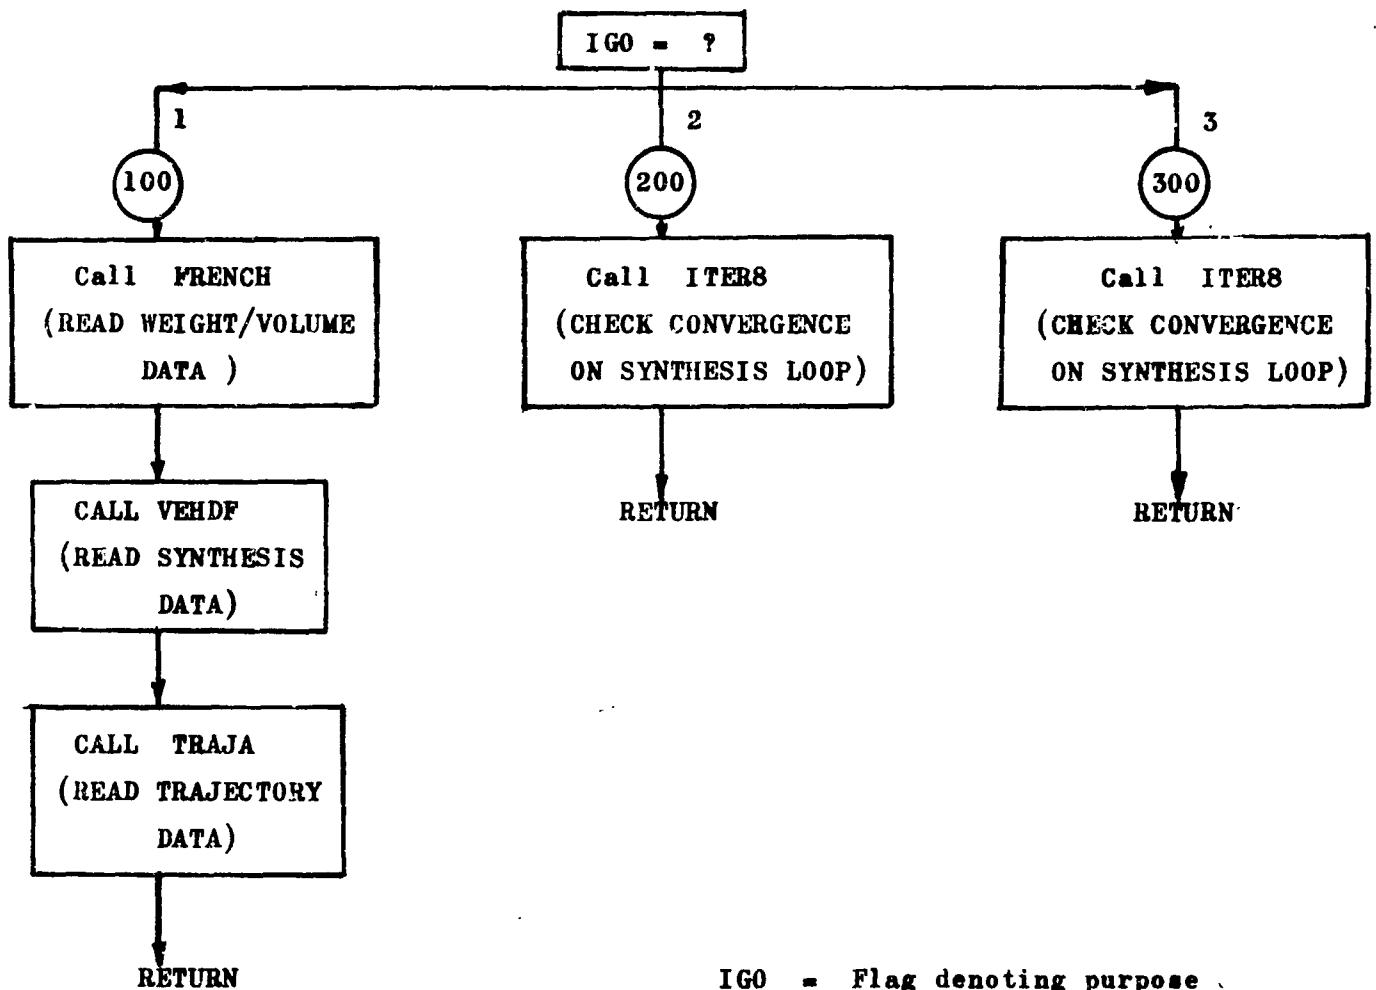 IGO = ?
1
2
3
100
200
300
Call FRENCH
(READ WEIGHT/VOLUME
DATA )
Call ITER8
(CHECK CONVERGENCE
ON SYNTHESIS LOOP)
Call ITER8
(CHECK CONVERGENCE
ON SYNTHESIS LOOP)
CALL VEHDF
(READ SYNTHESIS
DATA)
RETURN
RETURN
CALL TRAJA
(READ TRAJECTORY
DATA)
RETURN
IGO = Flag denoting purpose